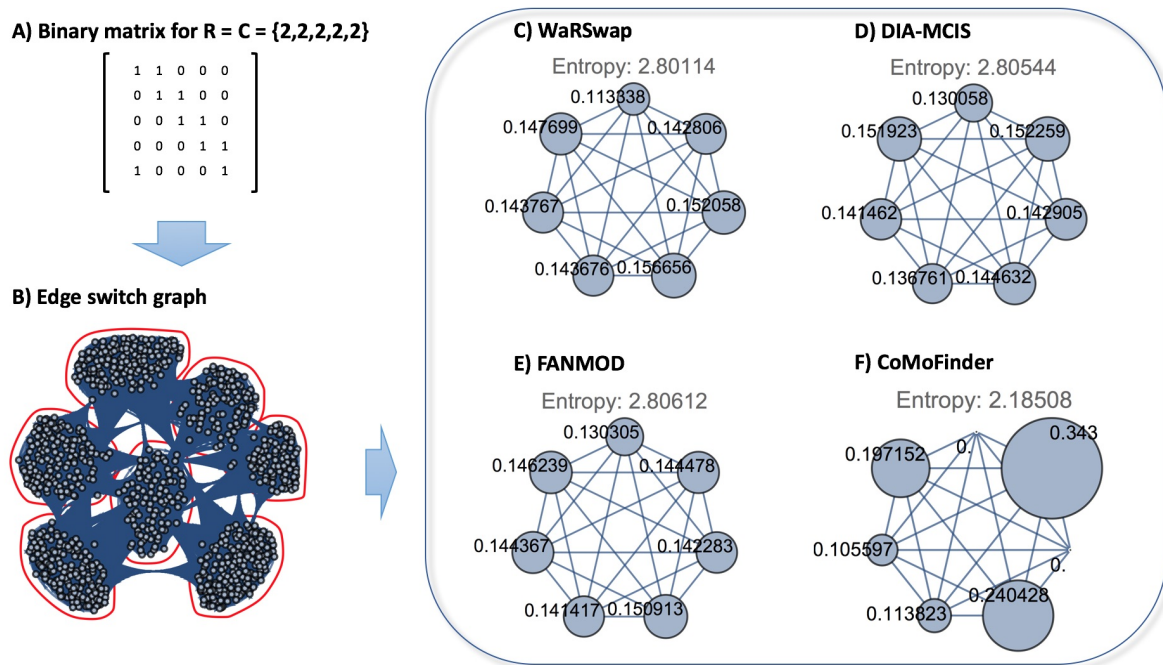 A) Binary matrix for R = C = {2,2,2,2,2}
1 1 0 0 0
0 1 1 0 0
0 0 1 1 0
0 0 0 1 1
1 0 0 0 1
B) Edge switch graph
C) WaRSwap
Entropy: 2.80114
0.113338
0.147699 0.142806
0.143767 0.152058
0.143676 0.156656
D) DIA-MCIS
Entropy: 2.80544
0.130058
0.151923 0.152259
0.141462 0.142905
0.136761 0.144632
E) FANMOD
Entropy: 2.80612
0.130305
0.146239 0.144478
0.144367 0.142283
0.141417 0.150913
F) CoMoFinder
Entropy: 2.18508
0.343
0.197152 0.
0.105597 0.
0.113823 0.240428